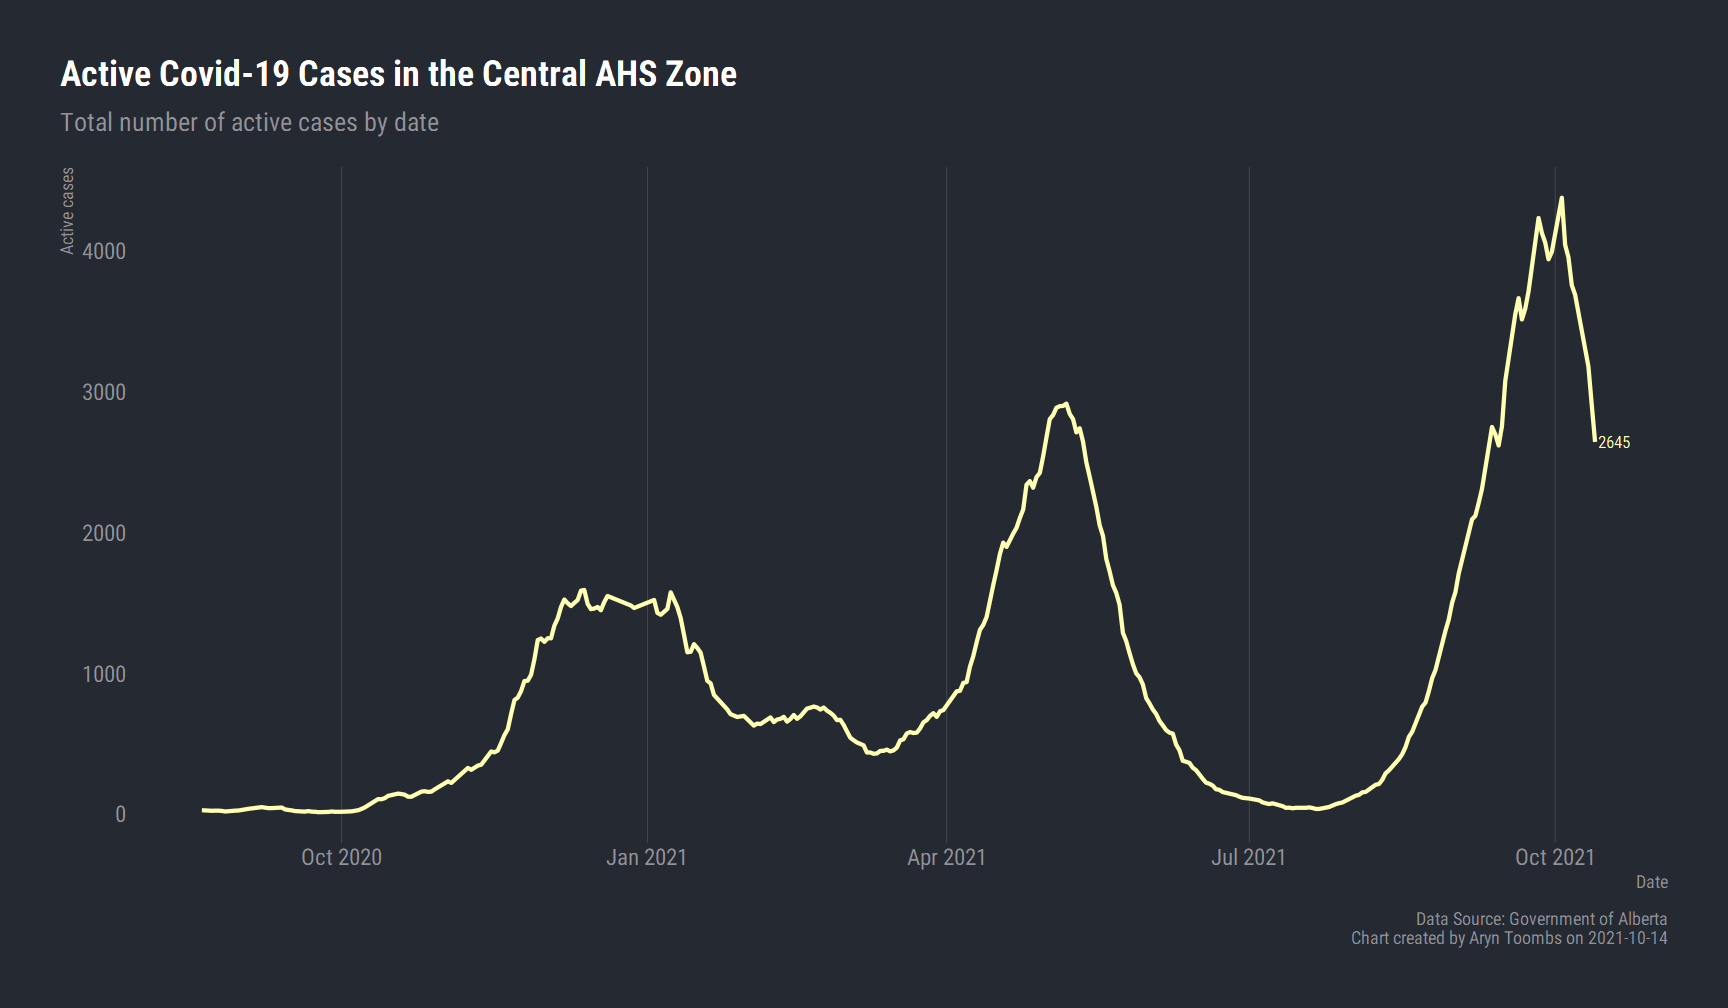 Active Covid-19 Cases in the Central AHS Zone
Total number of active cases by date
Active cases
4000
3000
2000
1000
0
2645
Oct 2020
Jan 2021
Apr 2021
Jul 2021
Oct 2021
Date
Data Source: Government of Alberta
Chart created by Aryn Toombs on 2021-10-14